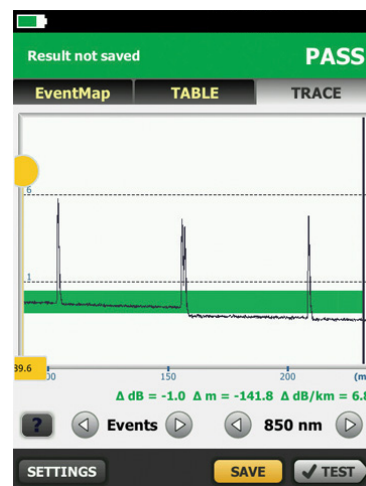 Result not saved PASS
EventMap TABLE TRACE
6
1
39.6
00 150 200 (m
Δ dB = -1.0 Δ m = -141.8 Δ dB/km = 6.8
? Events 850 nm
SETTINGS SAVE ✓TEST